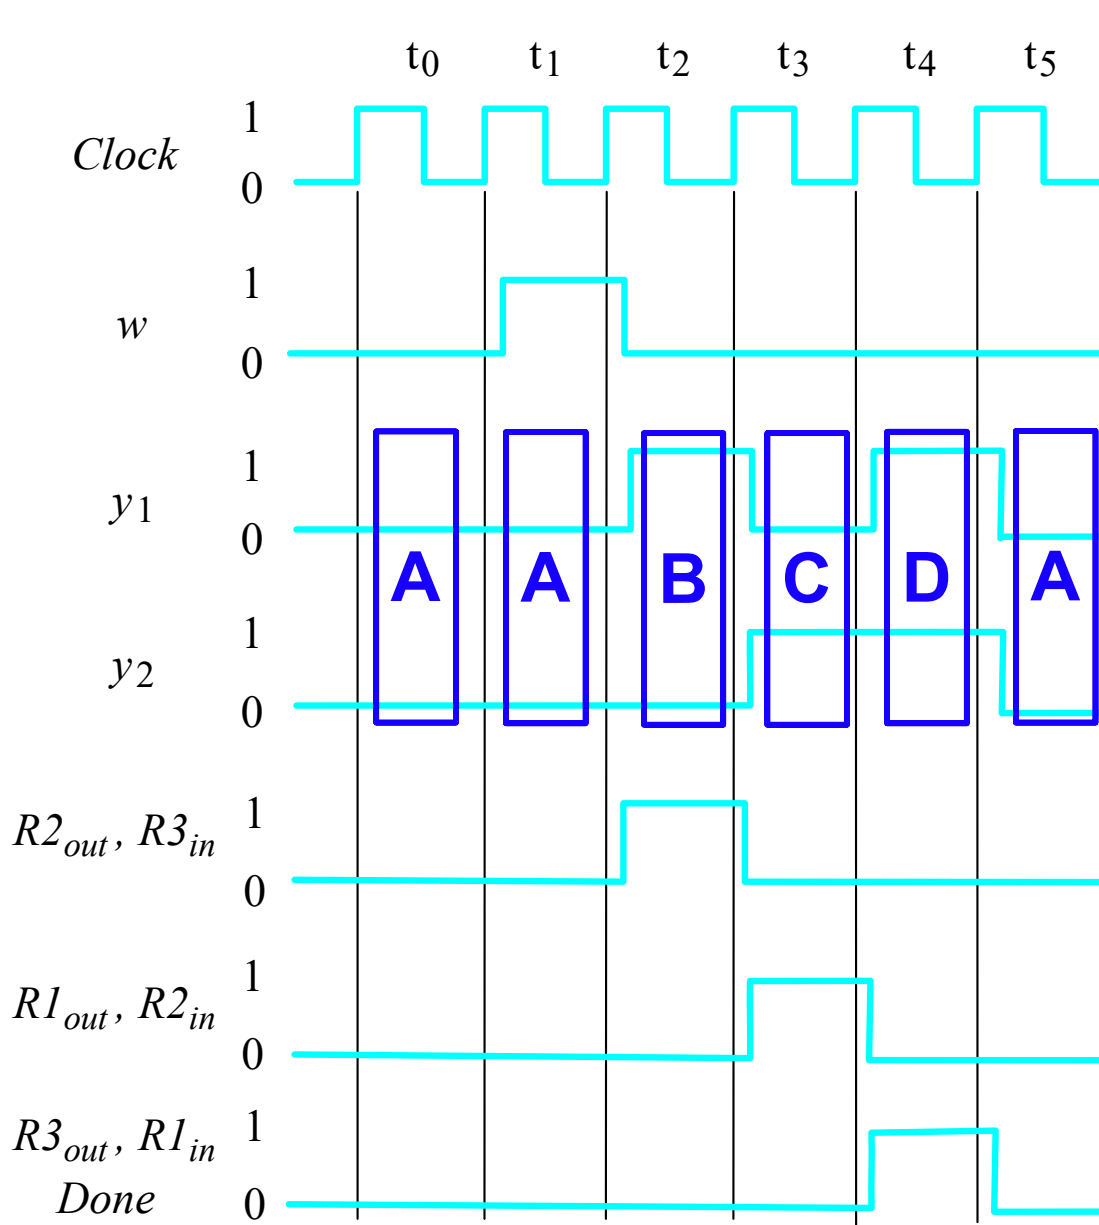 t0 t1 t2 t3 t4 t5
1
Clock
0
1
w
0
1
y1
0
A A B C D A
1
y2
0
1
R2out, R3in
0
1
R1out, R2in
0
1
R3out, R1in
Done
0